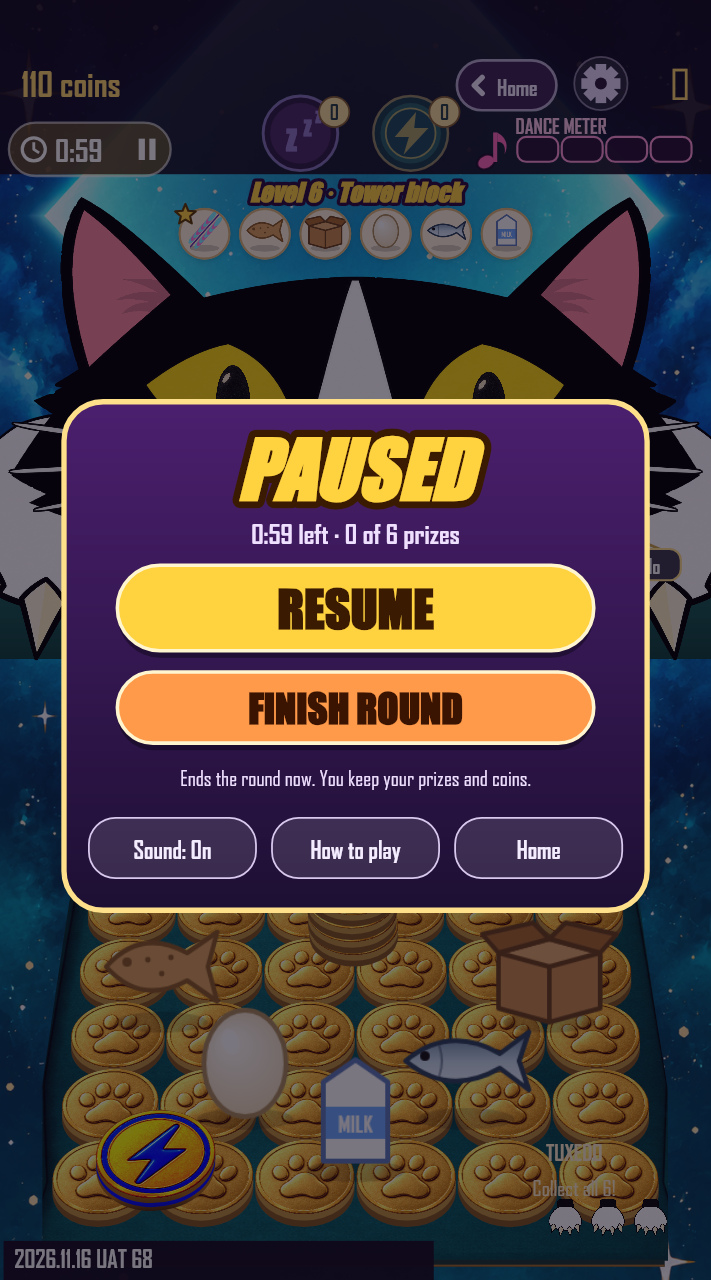 110 coins
Home
0
0
0
0:59
DANCE METER
Level 6 · Tower block
MILK
PAUSED
0:59 left · 0 of 6 prizes
RESUME
FINISH ROUND
Ends the round now. You keep your prizes and coins.
Sound: On
How to play
Home
MILK
TUXEDO
Collect all 6!
2026.11.16 UAT 68